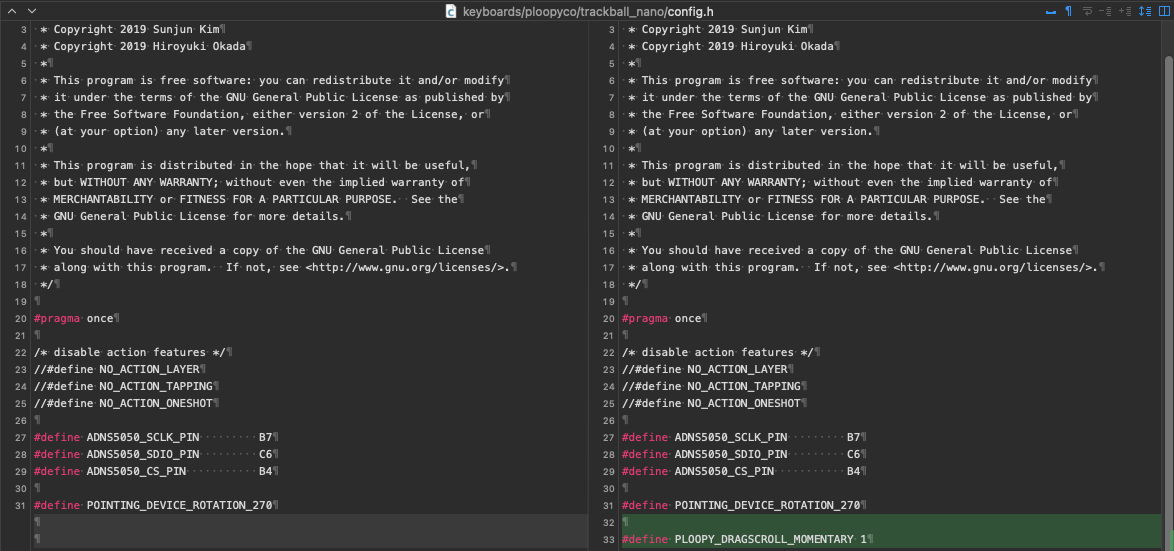 keyboards/ploopyco/trackball_nano/config.h
3 * Copyright 2019 Sunjun Kim
4 * Copyright 2019 Hiroyuki Okada
5 *
6 * This program is free software: you can redistribute it and/or modify
7 * it under the terms of the GNU General Public License as published by
8 * the Free Software Foundation, either version 2 of the License, or
9 * (at your option) any later version.
10 *
11 * This program is distributed in the hope that it will be useful,
12 * but WITHOUT ANY WARRANTY; without even the implied warranty of
13 * MERCHANTABILITY or FITNESS FOR A PARTICULAR PURPOSE.  See the
14 * GNU General Public License for more details.
15 *
16 * You should have received a copy of the GNU General Public License
17 * along with this program.  If not, see <http://www.gnu.org/licenses/>.
18 */
19
20 #pragma once
21
22 /* disable action features */
23 //#define NO_ACTION_LAYER
24 //#define NO_ACTION_TAPPING
25 //#define NO_ACTION_ONESHOT
26
27 #define ADNS5050_SCLK_PIN         B7
28 #define ADNS5050_SDIO_PIN         C6
29 #define ADNS5050_CS_PIN           B4
30
31 #define POINTING_DEVICE_ROTATION_270
3 * Copyright 2019 Sunjun Kim
4 * Copyright 2019 Hiroyuki Okada
5 *
6 * This program is free software: you can redistribute it and/or modify
7 * it under the terms of the GNU General Public License as published by
8 * the Free Software Foundation, either version 2 of the License, or
9 * (at your option) any later version.
10 *
11 * This program is distributed in the hope that it will be useful,
12 * but WITHOUT ANY WARRANTY; without even the implied warranty of
13 * MERCHANTABILITY or FITNESS FOR A PARTICULAR PURPOSE.  See the
14 * GNU General Public License for more details.
15 *
16 * You should have received a copy of the GNU General Public License
17 * along with this program.  If not, see <http://www.gnu.org/licenses/>.
18 */
19
20 #pragma once
21
22 /* disable action features */
23 //#define NO_ACTION_LAYER
24 //#define NO_ACTION_TAPPING
25 //#define NO_ACTION_ONESHOT
26
27 #define ADNS5050_SCLK_PIN         B7
28 #define ADNS5050_SDIO_PIN         C6
29 #define ADNS5050_CS_PIN           B4
30
31 #define POINTING_DEVICE_ROTATION_270
32
33 #define PLOOPY_DRAGSCROLL_MOMENTARY 1